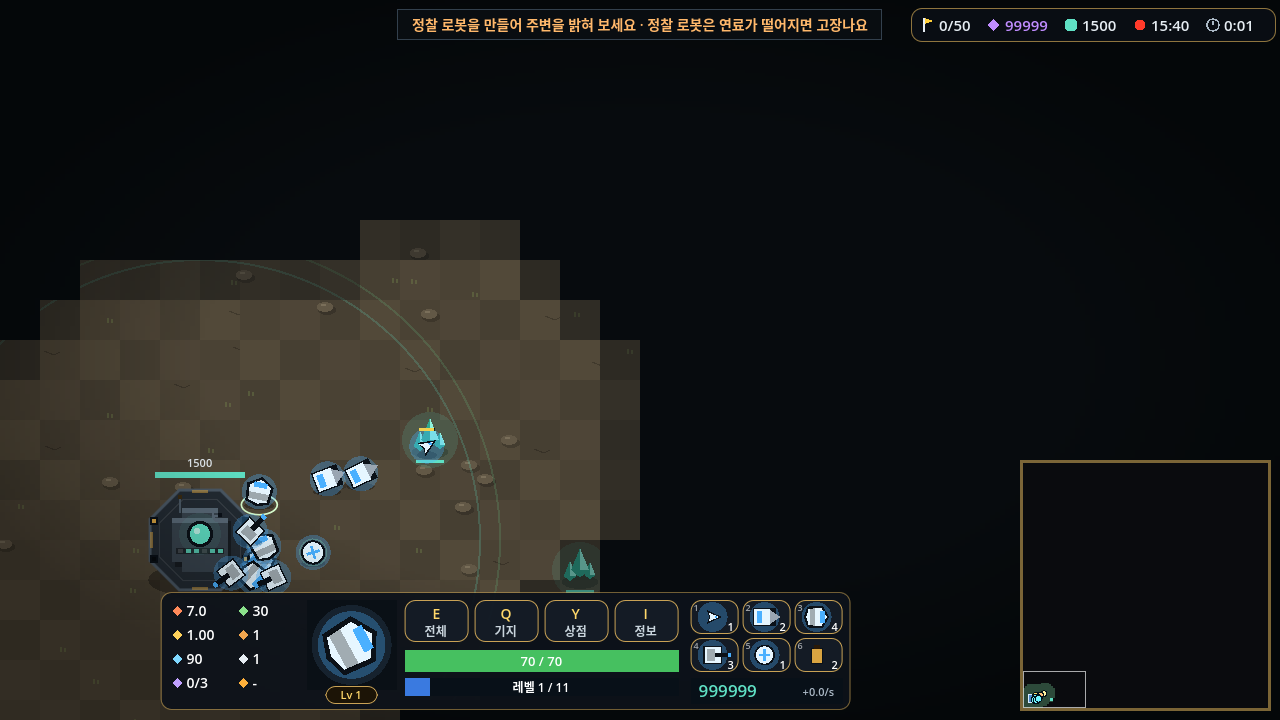 정찰 로봇을 만들어 주변을 밝혀 보세요 · 정찰 로봇은 연료가 떨어지면 고장나요
0/50 99999 1500 15:40 0:01
1500
7.0 30
1.00 1
90 1
0/3 -
Lv 1
E 전체
Q 기지
Y 상점
I 정보
70 / 70
레벨 1 / 11
1 1
2 2
3 4
4 3
5 1
6 2
999999 +0.0/s